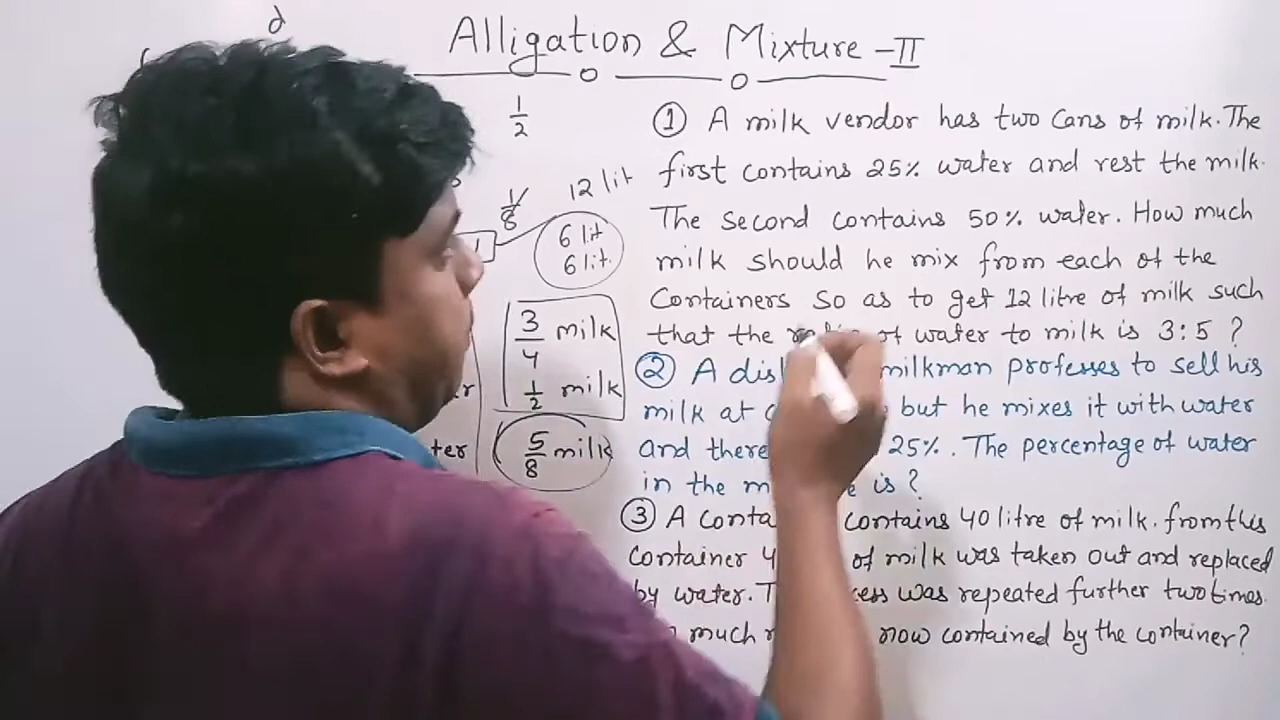 Alligation & Mixture -II
1/2
1/8
12 lit
6 lit
6 lit.
3/4 milk
1/2 milk
5/8 milk
ter
① A milk vendor has two cans of milk. The
first contains 25% water and rest the milk.
The second contains 50% water. How much
milk should he mix from each of the
Containers so as to get 12 litre of milk such
that the of water to milk is 3:5 ?
② A milkman professes to sell his
milk at but he mixes it with water
and 25%. The percentage of water
in the is ?
③ A contains 40 litre of milk. from this
container 4 of milk was taken out and replaced
by water. was repeated further two times.
much now contained by the container?